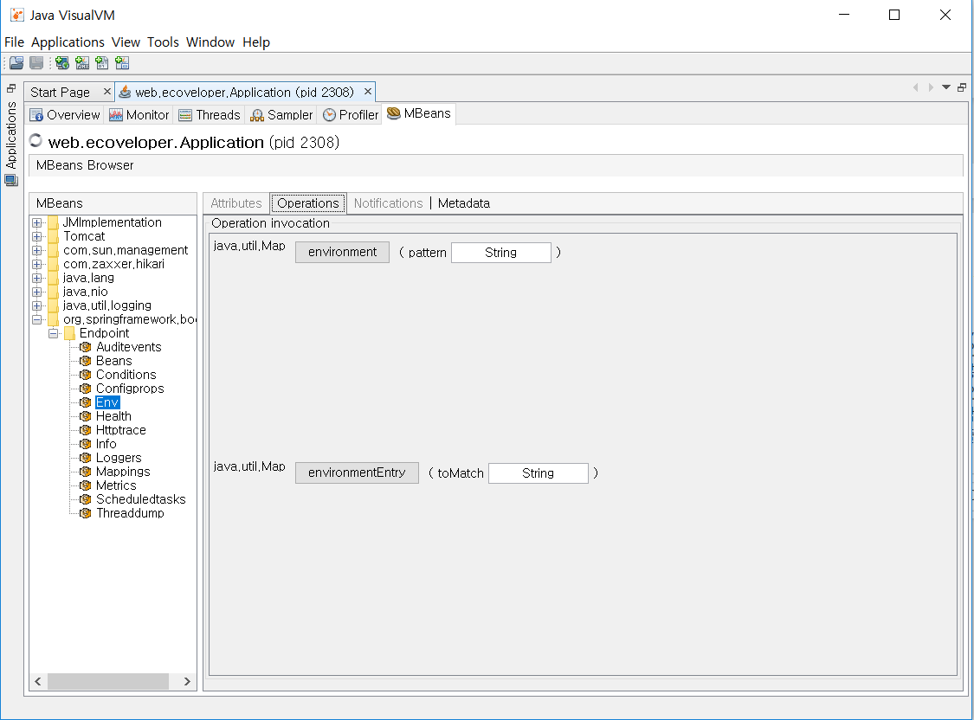 Java VisualVM
File Applications View Tools Window Help
Applications
Start Page web.ecoveloper.Application (pid 2308)
Overview Monitor Threads Sampler Profiler MBeans
web.ecoveloper.Application (pid 2308)
MBeans Browser
MBeans
JMImplementation
Tomcat
com.sun.management
com.zaxxer.hikari
java.lang
java.nio
java.util.logging
org.springframework.boo
Endpoint
Auditevents
Beans
Conditions
Configprops
Env
Health
Httptrace
Info
Loggers
Mappings
Metrics
Scheduledtasks
Threaddump
Attributes Operations Notifications | Metadata
Operation invocation
java.util.Map environment ( pattern String )
java.util.Map environmentEntry ( toMatch String )